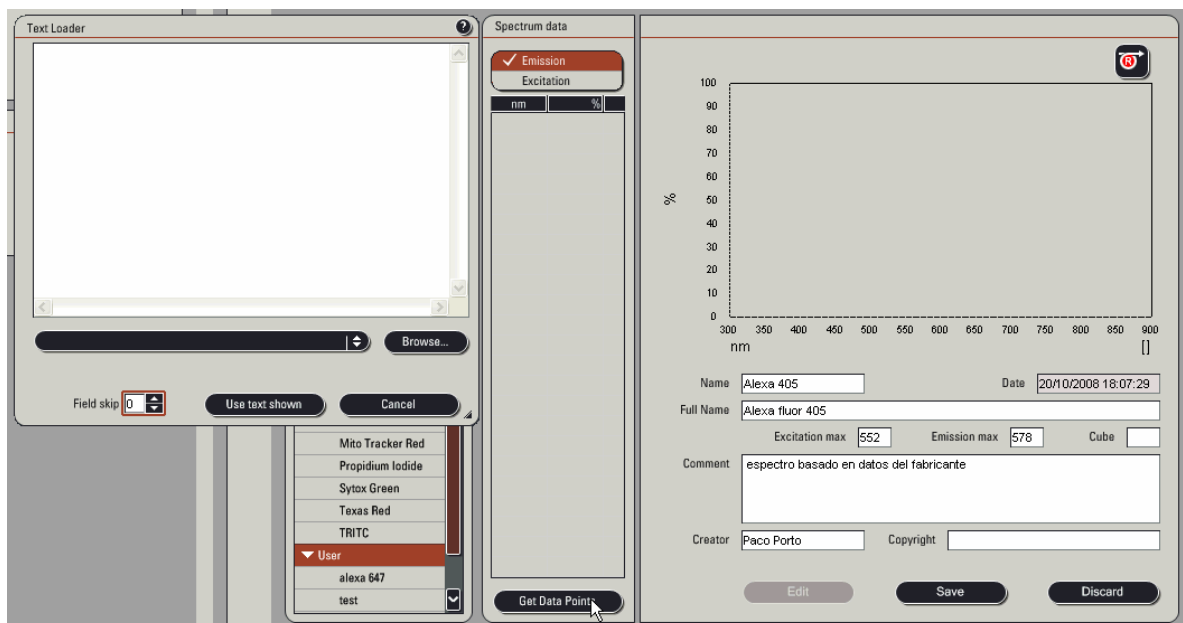 Text Loader
?
Browse...
Field skip 0
Use text shown
Cancel
Mito Tracker Red
Propidium Iodide
Sytox Green
Texas Red
TRITC
User
alexa 647
test
Spectrum data
Emission
Excitation
nm %
Get Data Points
R
100
90
80
70
60
%
50
40
30
20
10
0
300 350 400 450 500 550 600 650 700 750 800 850 900
nm []
Name Alexa 405 Date 20/10/2008 18:07:29
Full Name Alexa fluor 405
Excitation max 552 Emission max 578 Cube
Comment espectro basado en datos del fabricante
Creator Paco Porto Copyright
Edit Save Discard